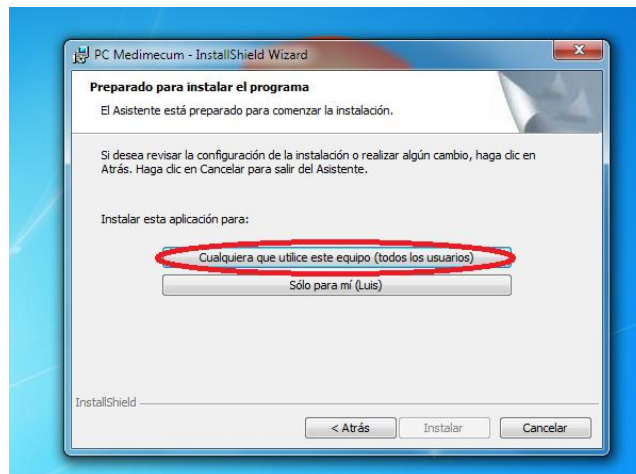 PC Medimecum - InstallShield Wizard
Preparado para instalar el programa
El Asistente está preparado para comenzar la instalación.
Si desea revisar la configuración de la instalación o realizar algún cambio, haga clic en
Atrás. Haga clic en Cancelar para salir del Asistente.
Instalar esta aplicación para:
Cualquiera que utilice este equipo (todos los usuarios)
Sólo para mí (Luis)
InstallShield
< Atrás
Instalar
Cancelar